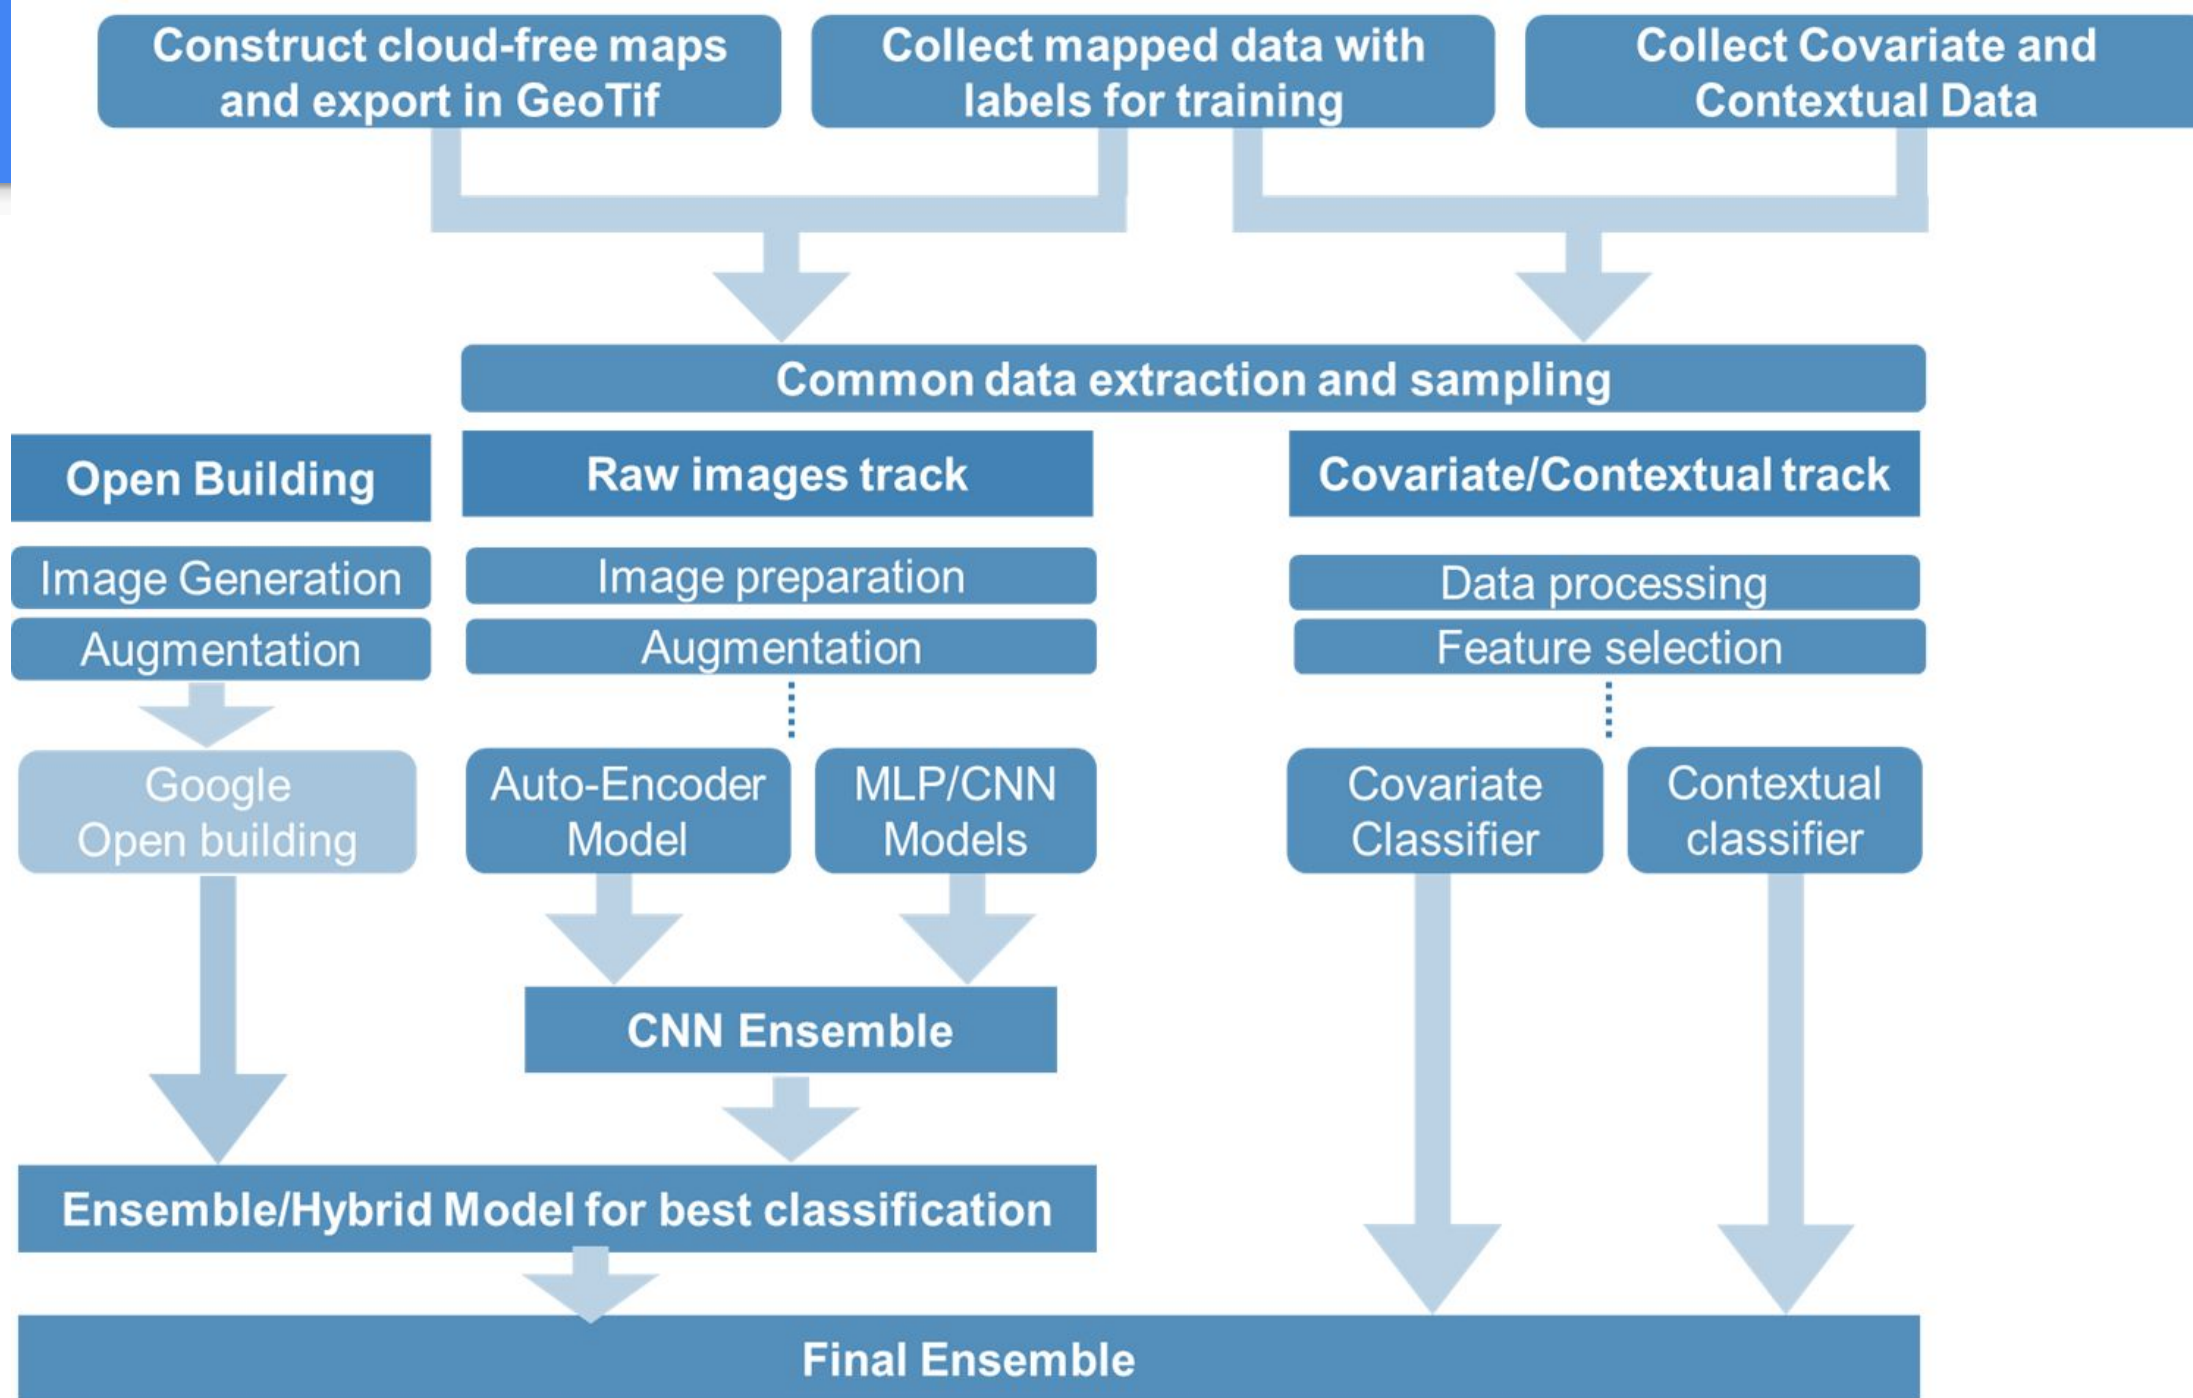 Construct cloud-free maps
and export in GeoTif
Collect mapped data with
labels for training
Collect Covariate and
Contextual Data
Common data extraction and sampling
Open Building
Raw images track
Covariate/Contextual track
Image Generation
Image preparation
Data processing
Augmentation
Augmentation
Feature selection
Google
Open building
Auto-Encoder
Model
MLP/CNN
Models
Covariate
Classifier
Contextual
classifier
CNN Ensemble
Ensemble/Hybrid Model for best classification
Final Ensemble